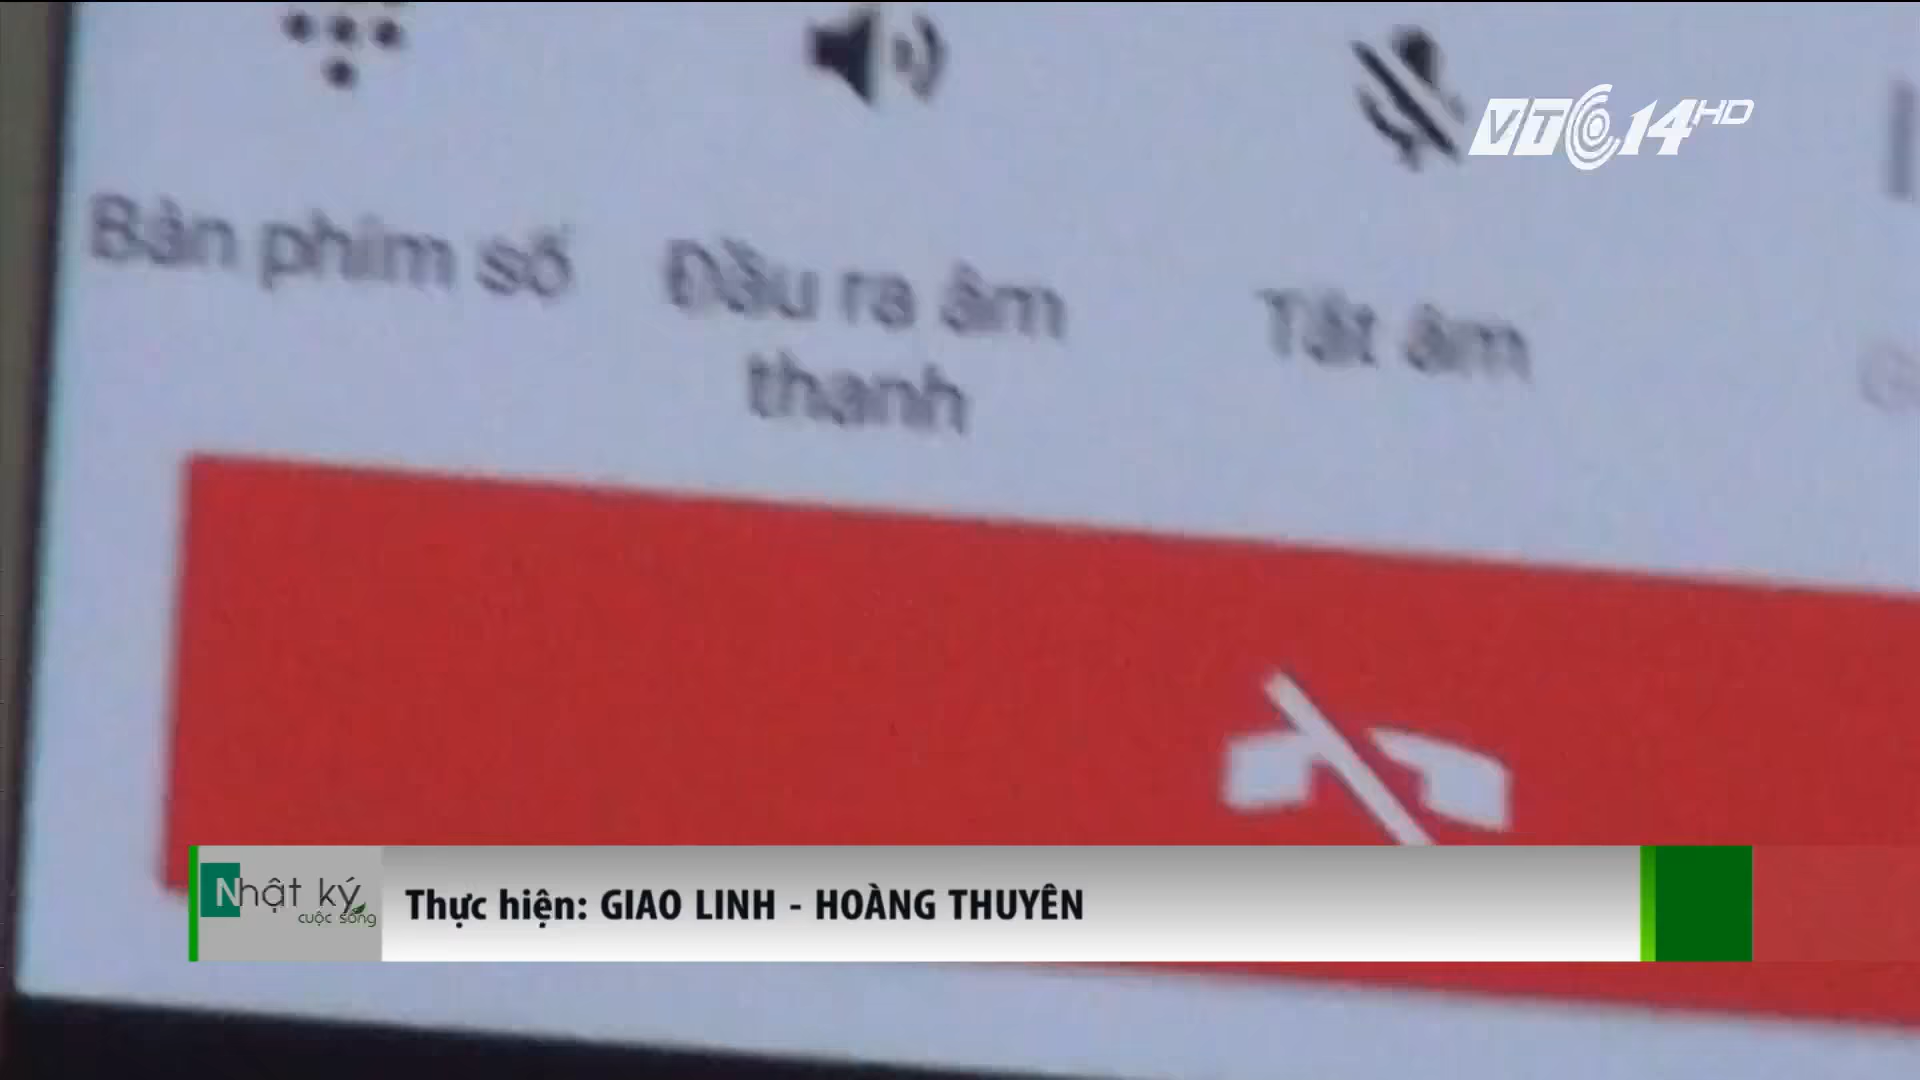 VTC14 HD
Bàn phím số
Đầu ra âm
thanh
Tắt âm
Nhật ký
cuộc sống
Thực hiện: GIAO LINH - HOÀNG THUYÊN